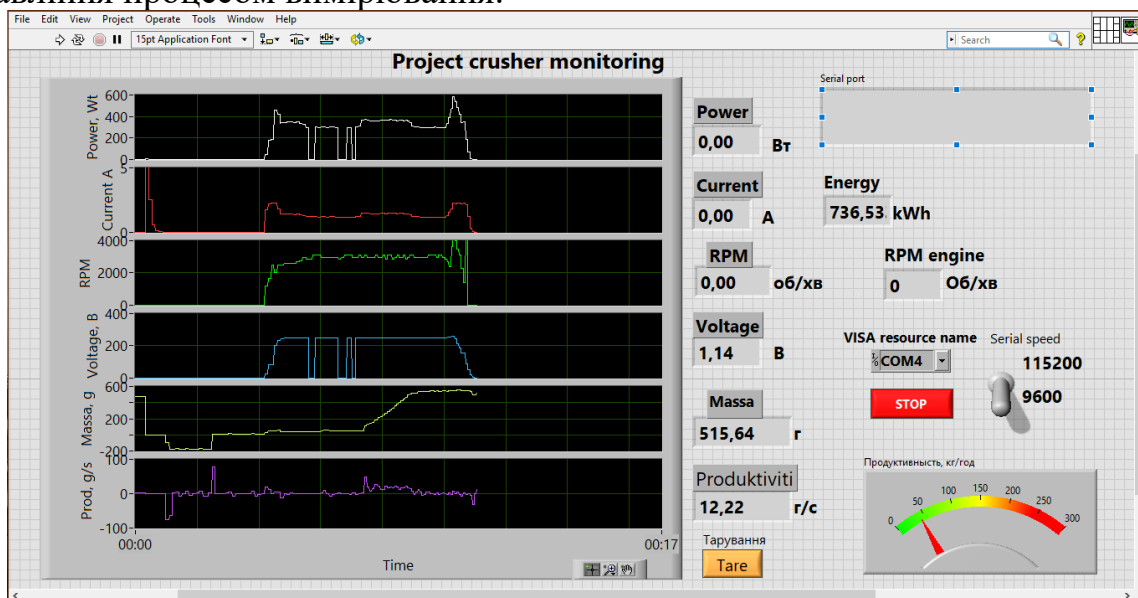 File Edit View Project Operate Tools Window Help
15pt Application Font
Search
Project crusher monitoring
Power, Wt
600
400
200
0
Current A
5
0
RPM
4000
2000
0
Voltage, В
400
200
0
Massa, g
600
200
-200
Prod, g/s
100
0
-100
00:00
00:17
Time
Power
0,00 Вт
Current
0,00 А
RPM
0,00 об/хв
Voltage
1,14 В
Massa
515,64 г
Produktiviti
12,22 г/с
Тарування
Tare
Serial port
Energy
736,53 kWh
RPM engine
0 Об/хв
VISA resource name
COM4
STOP
Serial speed
115200
9600
Продуктивнысть, кг/год
0 50 100 150 200 250 300